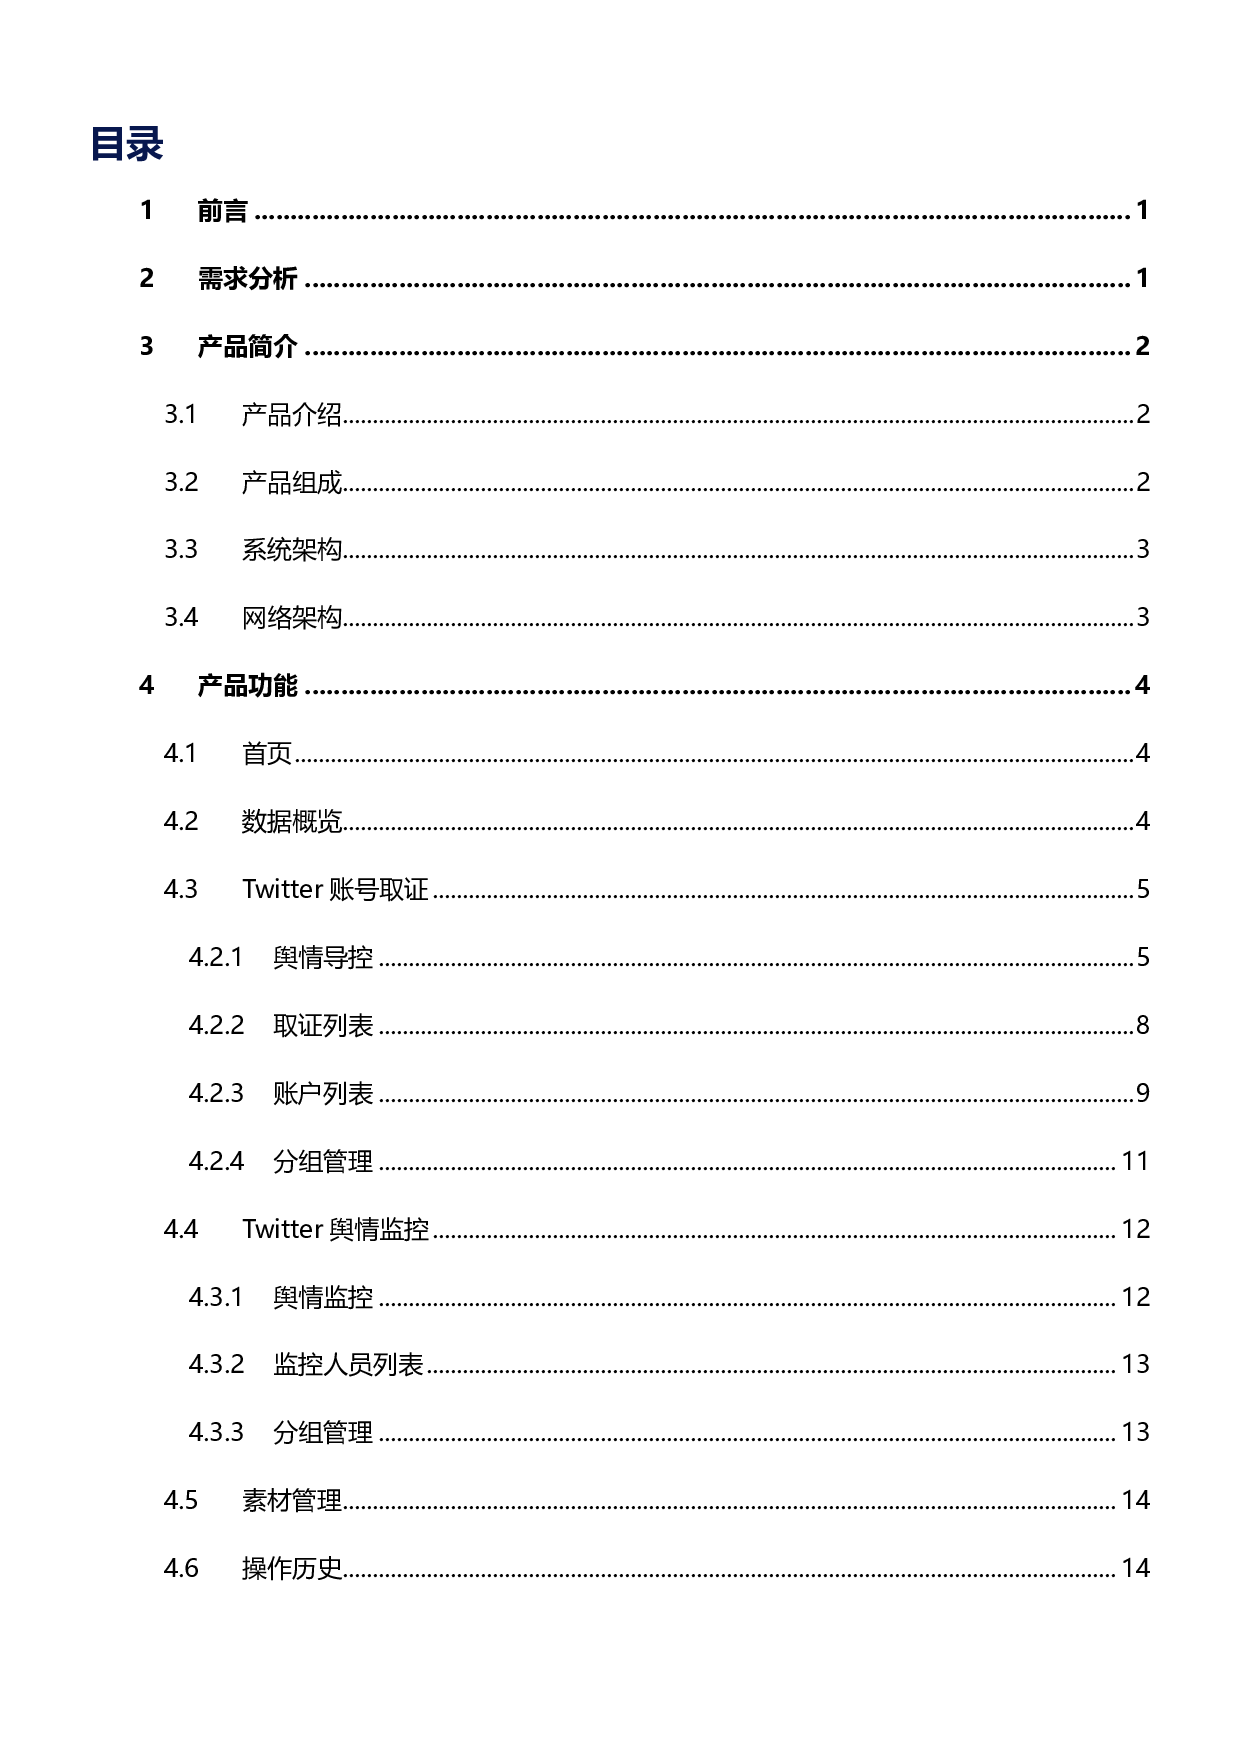 目录
1 前言 ........ 1
2 需求分析 ........ 1
3 产品简介 ........ 2
3.1 产品介绍 ........ 2
3.2 产品组成 ........ 2
3.3 系统架构 ........ 3
3.4 网络架构 ........ 3
4 产品功能 ........ 4
4.1 首页 ........ 4
4.2 数据概览 ........ 4
4.3 Twitter 账号取证 ........ 5
4.2.1 舆情导控 ........ 5
4.2.2 取证列表 ........ 8
4.2.3 账户列表 ........ 9
4.2.4 分组管理 ........ 11
4.4 Twitter 舆情监控 ........ 12
4.3.1 舆情监控 ........ 12
4.3.2 监控人员列表 ........ 13
4.3.3 分组管理 ........ 13
4.5 素材管理 ........ 14
4.6 操作历史 ........ 14